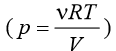 ( p = νRT / V )